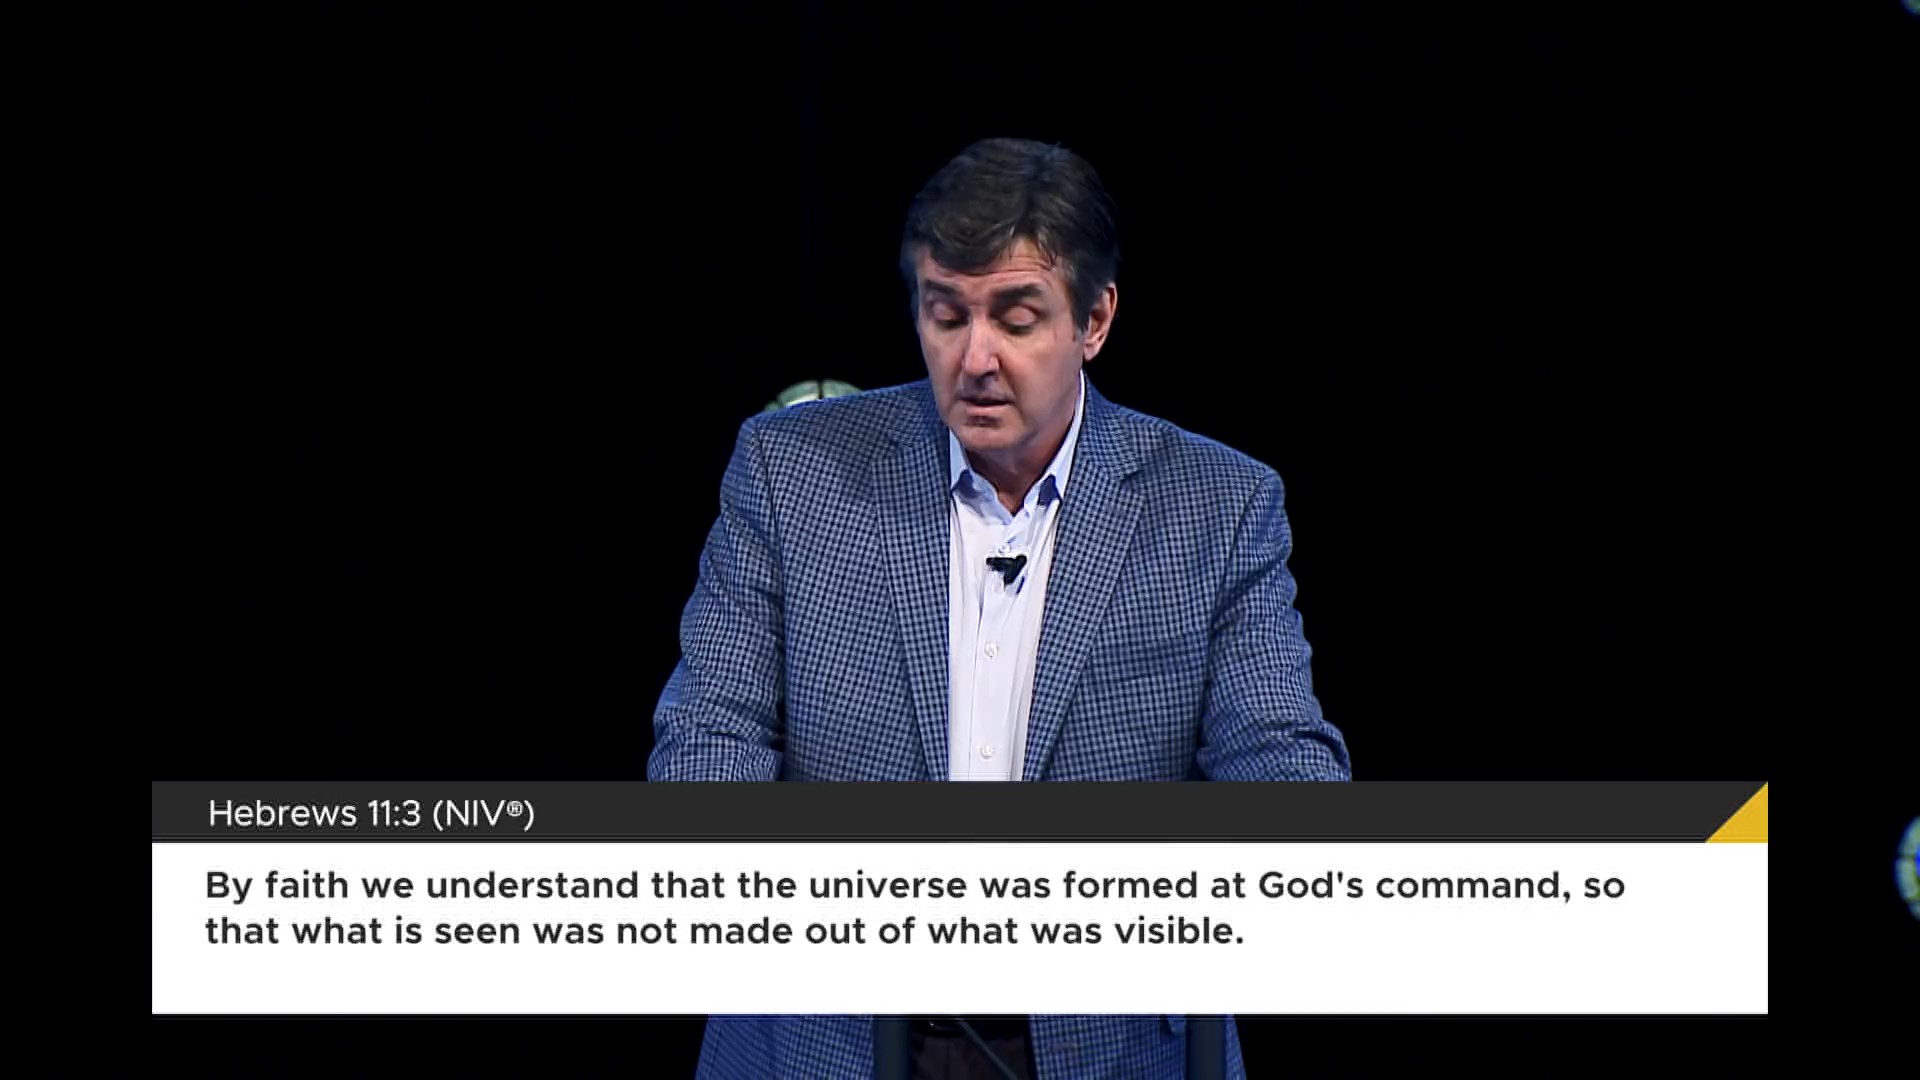 Hebrews 11:3 (NIV®)
By faith we understand that the universe was formed at God's command, so
that what is seen was not made out of what was visible.